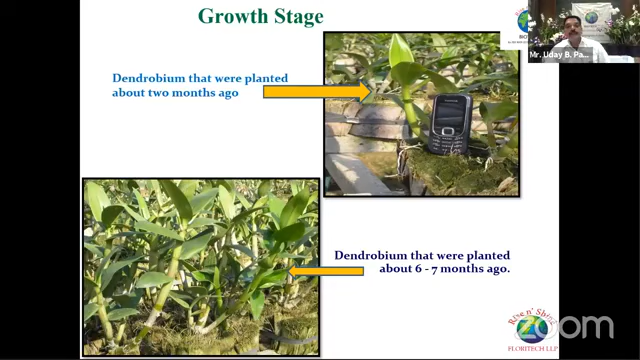 Growth Stage
Mr. Uday B. Pa...
Dendrobium that were planted
about two months ago
Dendrobium that were planted
about 6 - 7 months ago.
Rise n' Shine
FLORITECH LLP
zoom